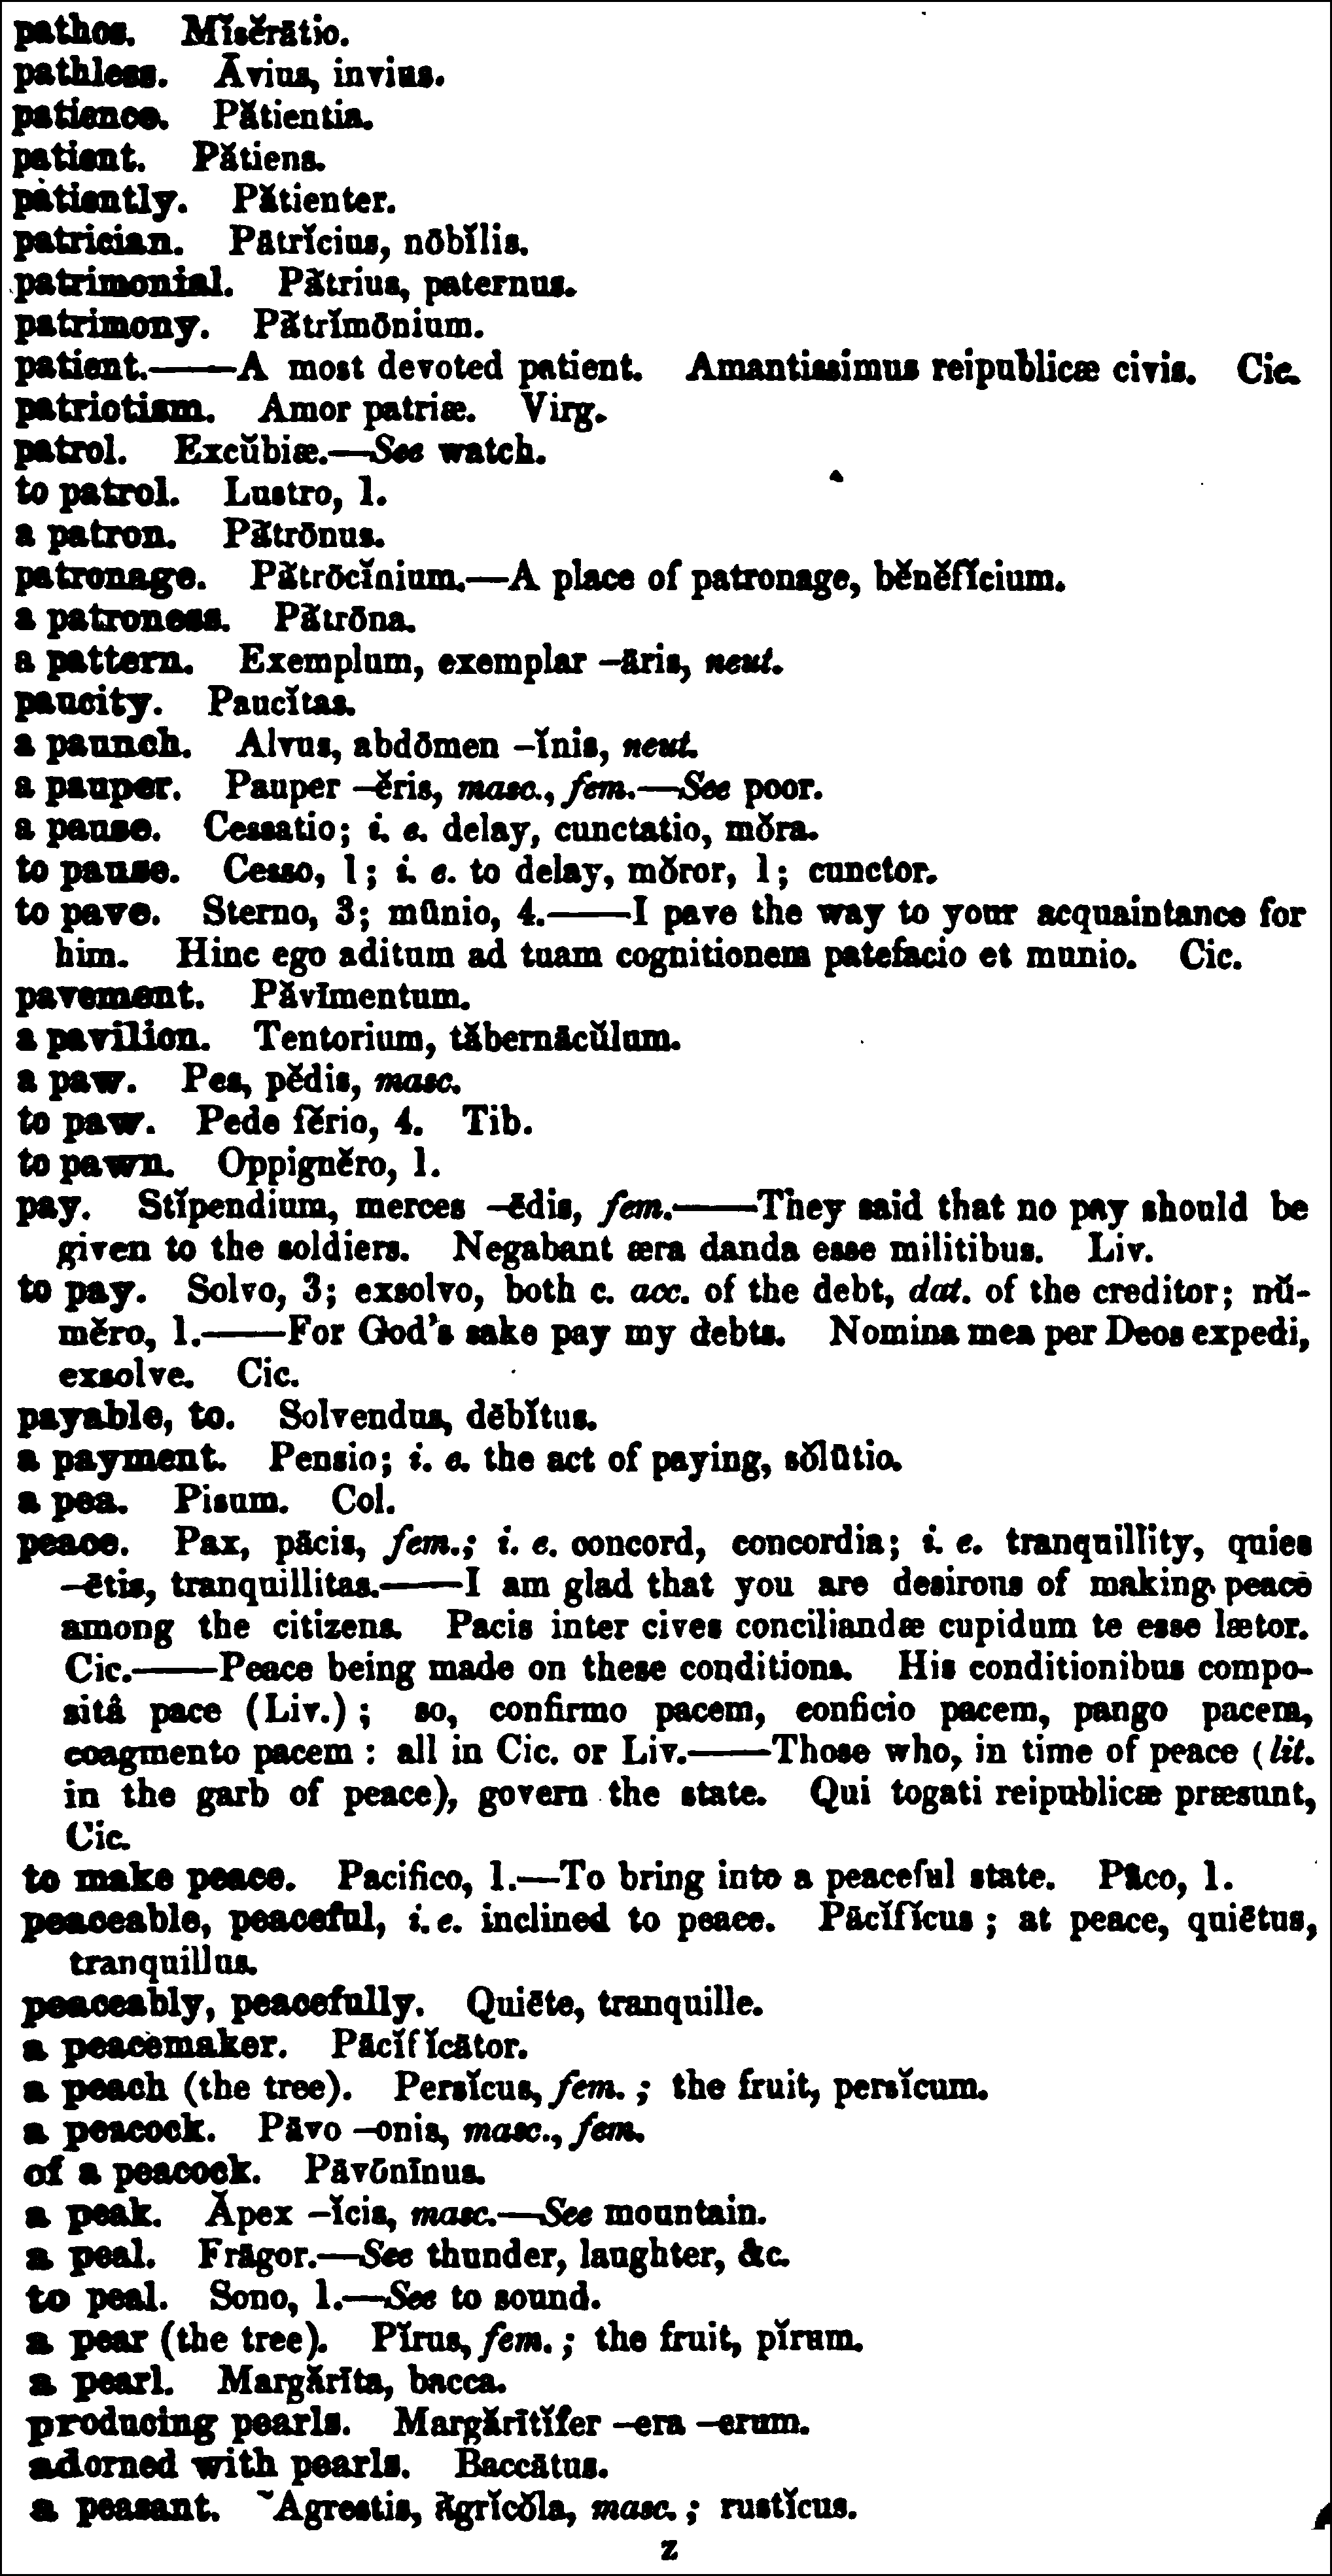 pathos. Mĭsĕrātio.
pathless. Āvius, invius.
patience. Pătientia.
patient. Pătiens.
patiently. Pătienter.
patrician. Pātrĭcius, nōbĭlis.
patrimonial. Pătrius, paternus.
patrimony. Pătrĭmōnium.
patient.——A most devoted patient. Amantissimus reipublicæ civis. Cic.
patriotism. Amor patriæ. Virg.
patrol. Excŭbiæ.—See watch.
to patrol. Lustro, 1.
a patron. Pătrōnus.
patronage. Pătrōcĭnium.—A place of patronage, bĕnĕfĭcium.
a patroness. Pătrōna.
a pattern. Exemplum, exemplar –āris, neut.
paucity. Paucĭtas.
a paunch. Alvus, abdōmen –ĭnis, neut.
a pauper. Pauper –ĕris, masc., fem.—See poor.
a pause. Cessatio; i. e. delay, cunctatio, mŏra.
to pause. Cesso, 1; i. e. to delay, mŏror, 1; cunctor.
to pave. Sterno, 3; mūnio, 4.——I pave the way to your acquaintance for
him. Hinc ego aditum ad tuam cognitionem patefacio et munio. Cic.
pavement. Păvīmentum.
a pavilion. Tentorium, tăbernācŭlum.
a paw. Pes, pĕdis, masc.
to paw. Pede fĕrio, 4. Tib.
to pawn. Oppignĕro, 1.
pay. Stĭpendium, merces –ēdis, fem.——They said that no pay should be
given to the soldiers. Negabant æra danda esse militibus. Liv.
to pay. Solvo, 3; exsolvo, both c. acc. of the debt, dat. of the creditor; nŭ-
mĕro, 1.——For God's sake pay my debts. Nomina mea per Deos expedi,
exsolve. Cic.
payable, to. Solvendus, dēbĭtus.
a payment. Pensio; i. e. the act of paying, sŏlūtio.
a pea. Pisum. Col.
peace. Pax, pācis, fem.; i. e. concord, concordia; i. e. tranquillity, quies
–ētis, tranquillitas.——I am glad that you are desirous of making peace
among the citizens. Pacis inter cives conciliandæ cupidum te esse lætor.
Cic.——Peace being made on these conditions. His conditionibus compo-
sitâ pace (Liv.); so, confirmo pacem, conficio pacem, pango pacem,
coagmento pacem: all in Cic. or Liv.——Those who, in time of peace (lit.
in the garb of peace), govern the state. Qui togati reipublicæ præsunt,
Cic.
to make peace. Pacifico, 1.—To bring into a peaceful state. Pāco, 1.
peaceable, peaceful, i. e. inclined to peace. Pācĭfĭcus; at peace, quiētus,
tranquillus.
peaceably, peacefully. Quiēte, tranquille.
a peacemaker. Pācĭfĭcātor.
a peach (the tree). Persĭcus, fem.; the fruit, persĭcum.
a peacock. Pāvo –onis, masc., fem.
of a peacock. Pāvōnīnus.
a peak. Ăpex –ĭcis, masc.—See mountain.
a peal. Frāgor.—See thunder, laughter, &c.
to peal. Sono, 1.—See to sound.
a pear (the tree). Pĭrus, fem.; the fruit, pĭrum.
a pearl. Margărīta, bacca.
producing pearls. Margărītĭfer –era –erum.
adorned with pearls. Baccātus.
a peasant. ˜Agrestis, ăgrĭcŏla, masc.; rustĭcus.
z